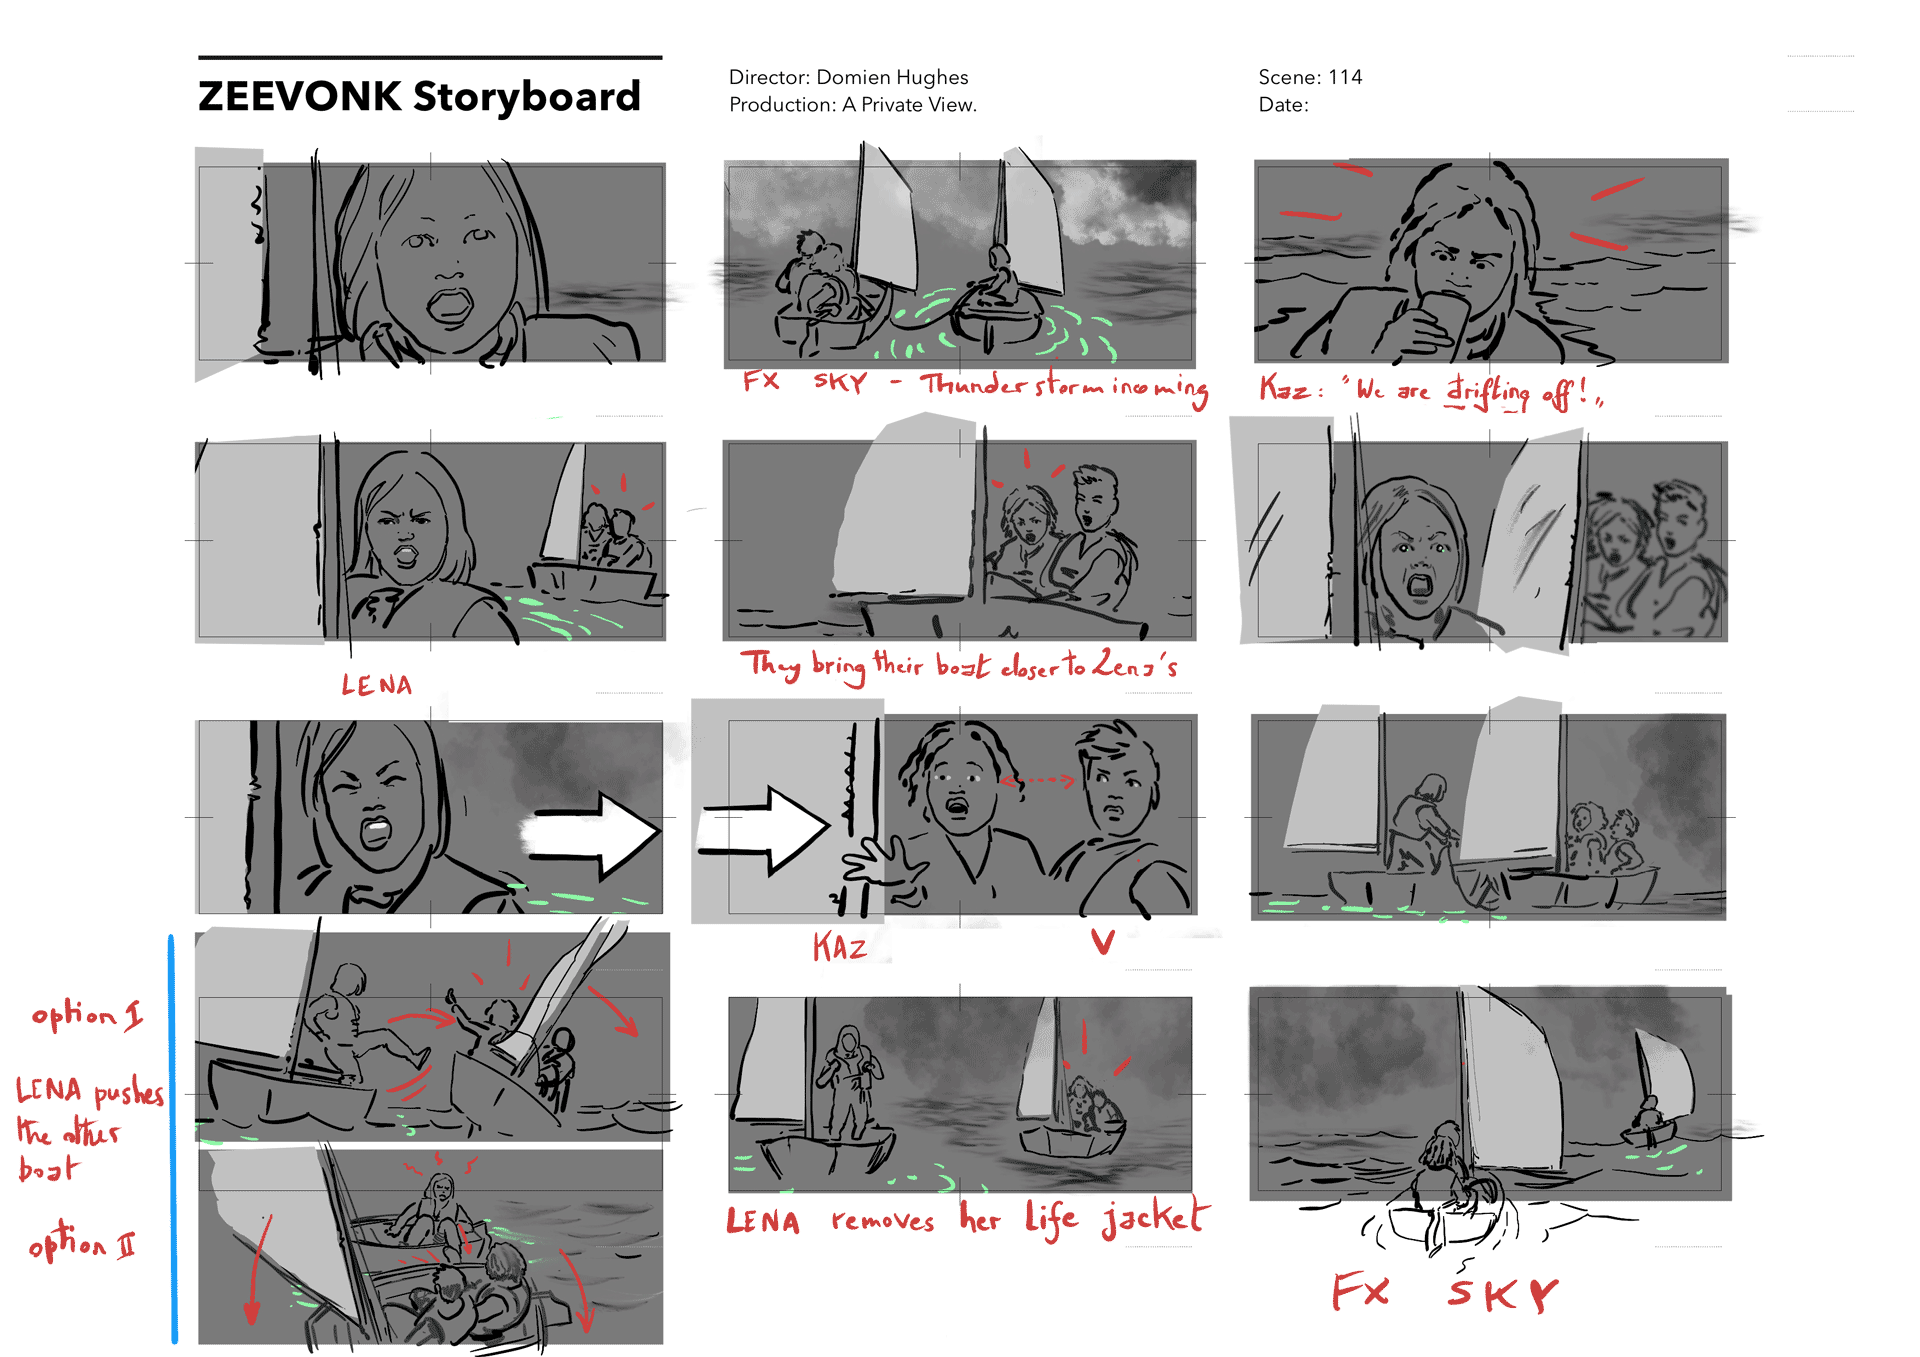 ZEEVONK Storyboard
Director: Domien Hughes
Production: A Private View.
Scene: 114
Date:
FX SKY - Thunderstorm incoming
Kaz: "We are drifting off!„
LENA
They bring their boat closer to Lena's
KAZ
V
option I
LENA pushes
the other
boat
option II
LENA removes her life jacket
FX SKY